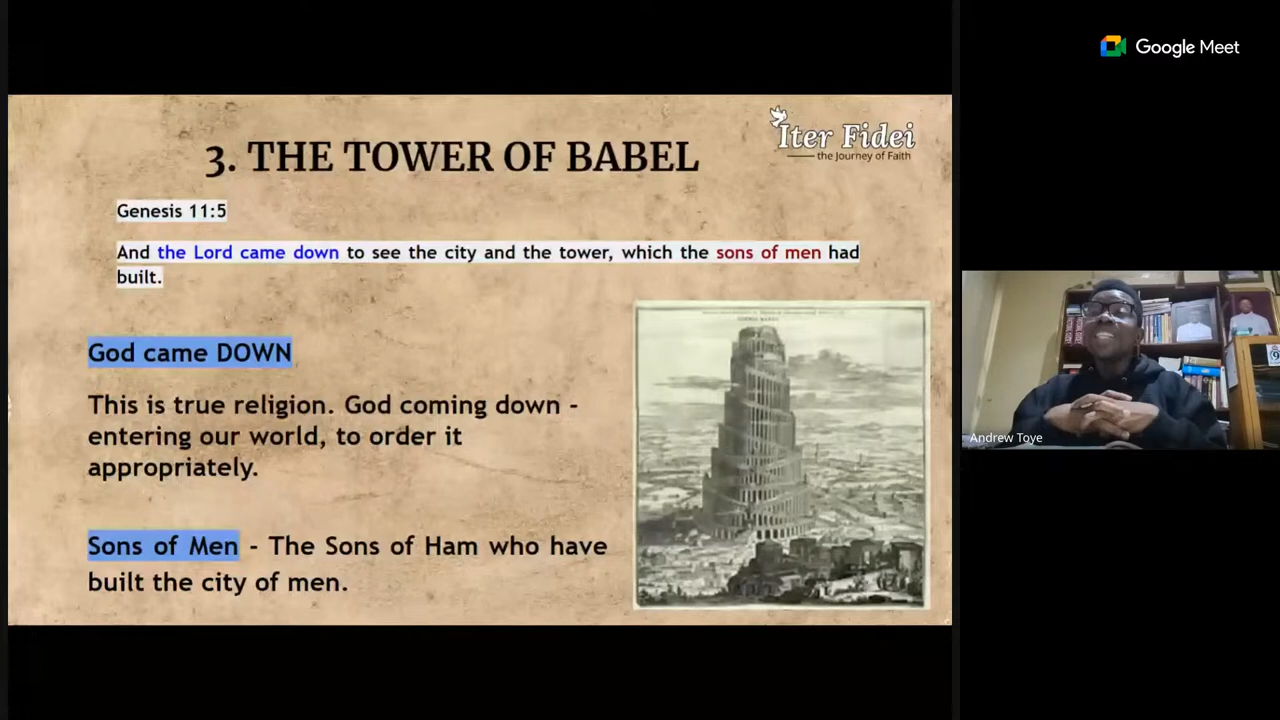 Google Meet
Iter Fidei
the Journey of Faith
3. THE TOWER OF BABEL
Genesis 11:5
And the Lord came down to see the city and the tower, which the sons of men had
built.
God came DOWN
This is true religion. God coming down -
entering our world, to order it
appropriately.
Sons of Men - The Sons of Ham who have
built the city of men.
Andrew Toye